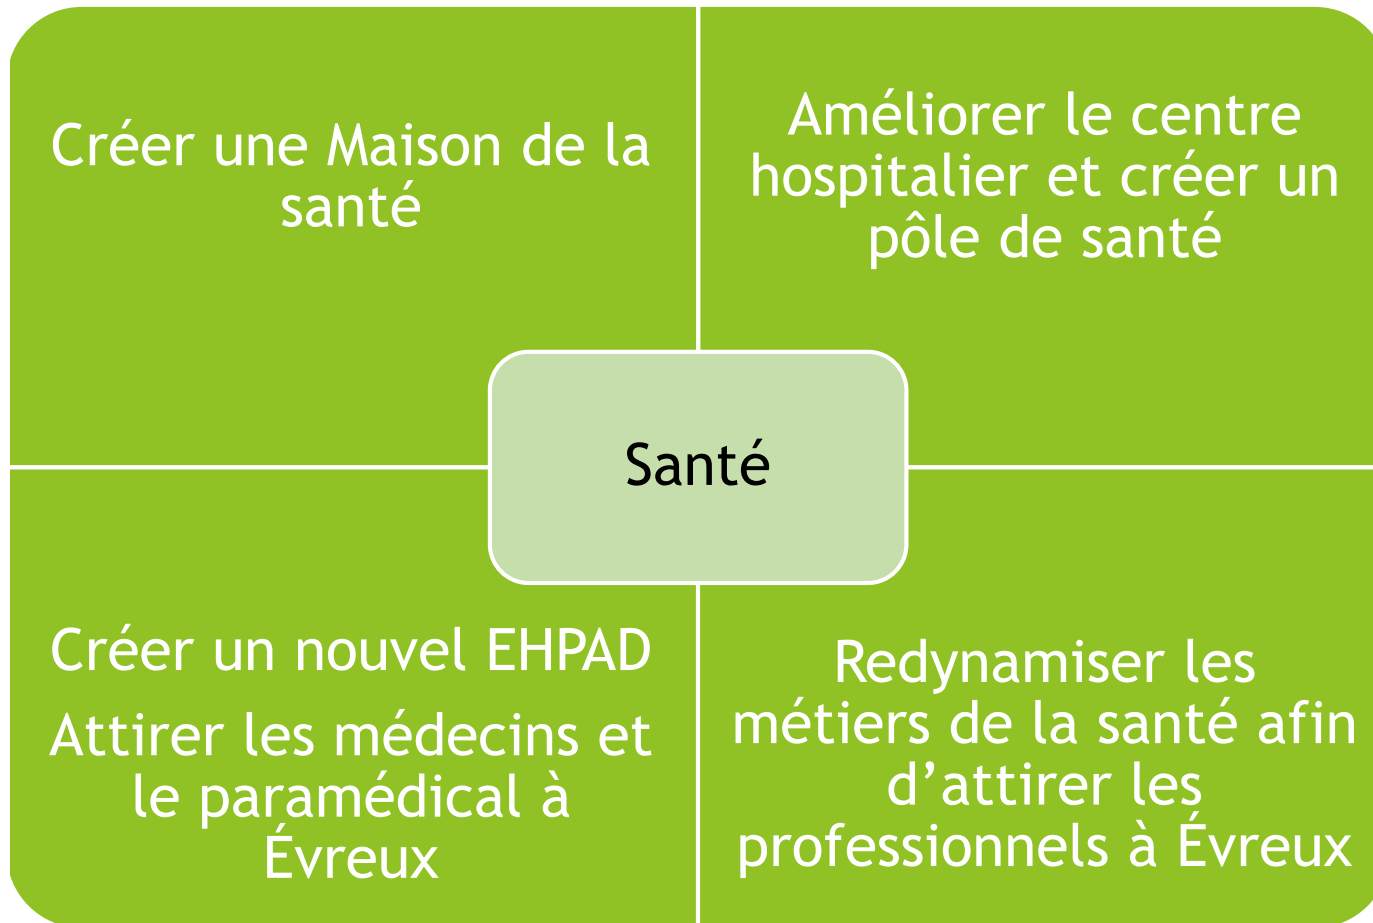 Créer une Maison de la
santé
Améliorer le centre
hospitalier et créer un
pôle de santé
Santé
Créer un nouvel EHPAD
Attirer les médecins et
le paramédical à
Évreux
Redynamiser les
métiers de la santé afin
d’attirer les
professionnels à Évreux